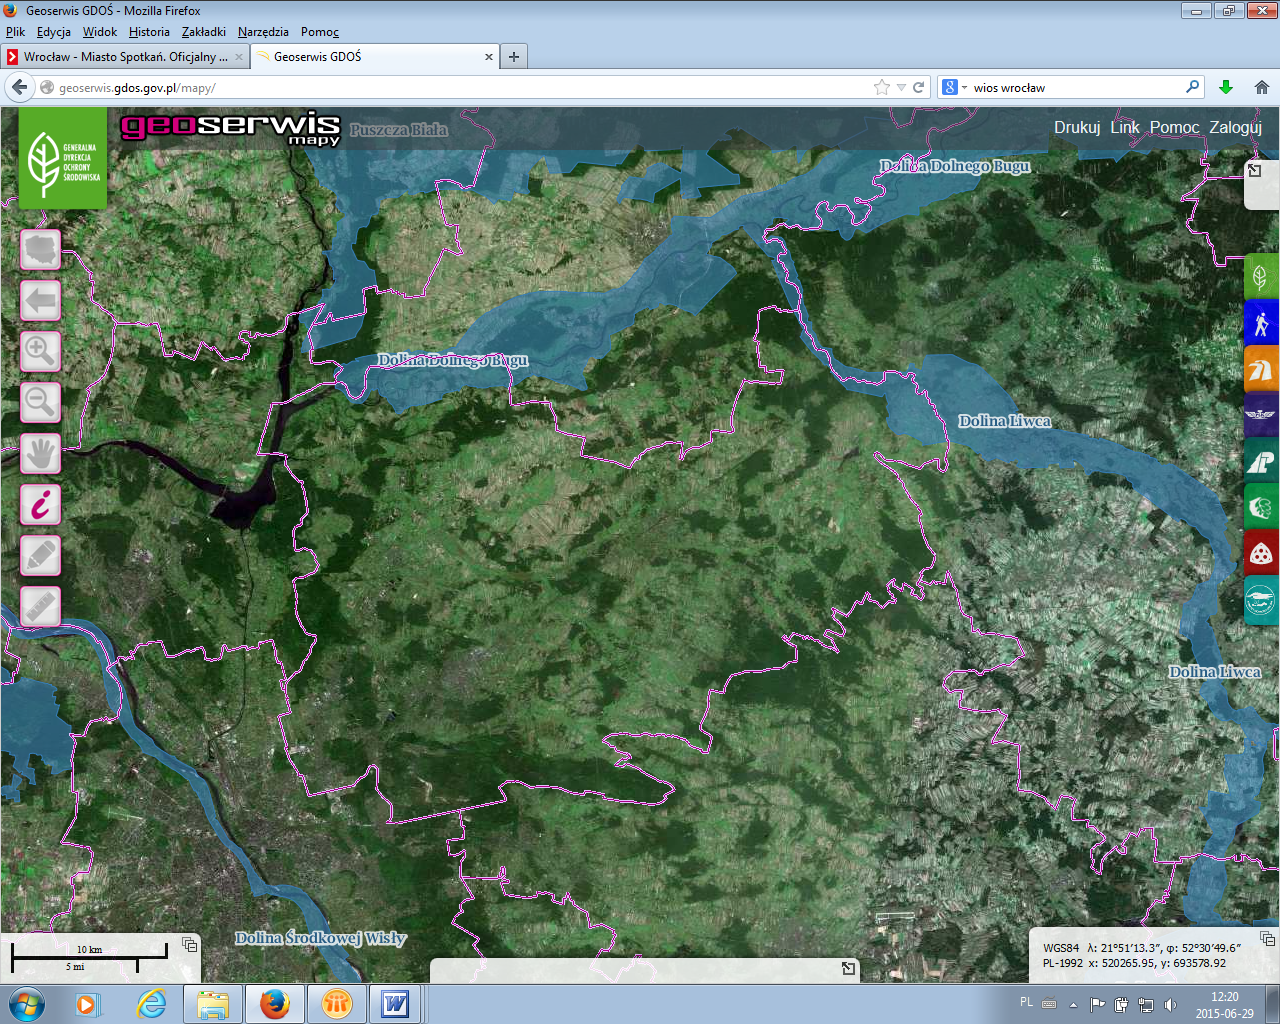 Geoserwis GDOŚ - Mozilla Firefox
Plik Edycja Widok Historia Zakładki Narzędzia Pomoc
Wrocław - Miasto Spotkań. Oficjalny ... Geoserwis GDOŚ
geoserwis.gdos.gov.pl/mapy/ wios wrocław
GENERALNA
DYREKCJA
OCHRONY
ŚRODOWISKA
geoserwis
mapy
Puszcza Biała
Drukuj Link Pomoc Zaloguj
Dolina Dolnego Bugu
Dolina Dolnego Bugu
Dolina Liwca
Dolina Liwca
Dolina Środkowej Wisły
10 km
5 mi
WGS84 λ: 21°51'13.3", φ: 52°30'49.6"
PL-1992 x: 520265.95, y: 693578.92
PL
12:20
2015-06-29